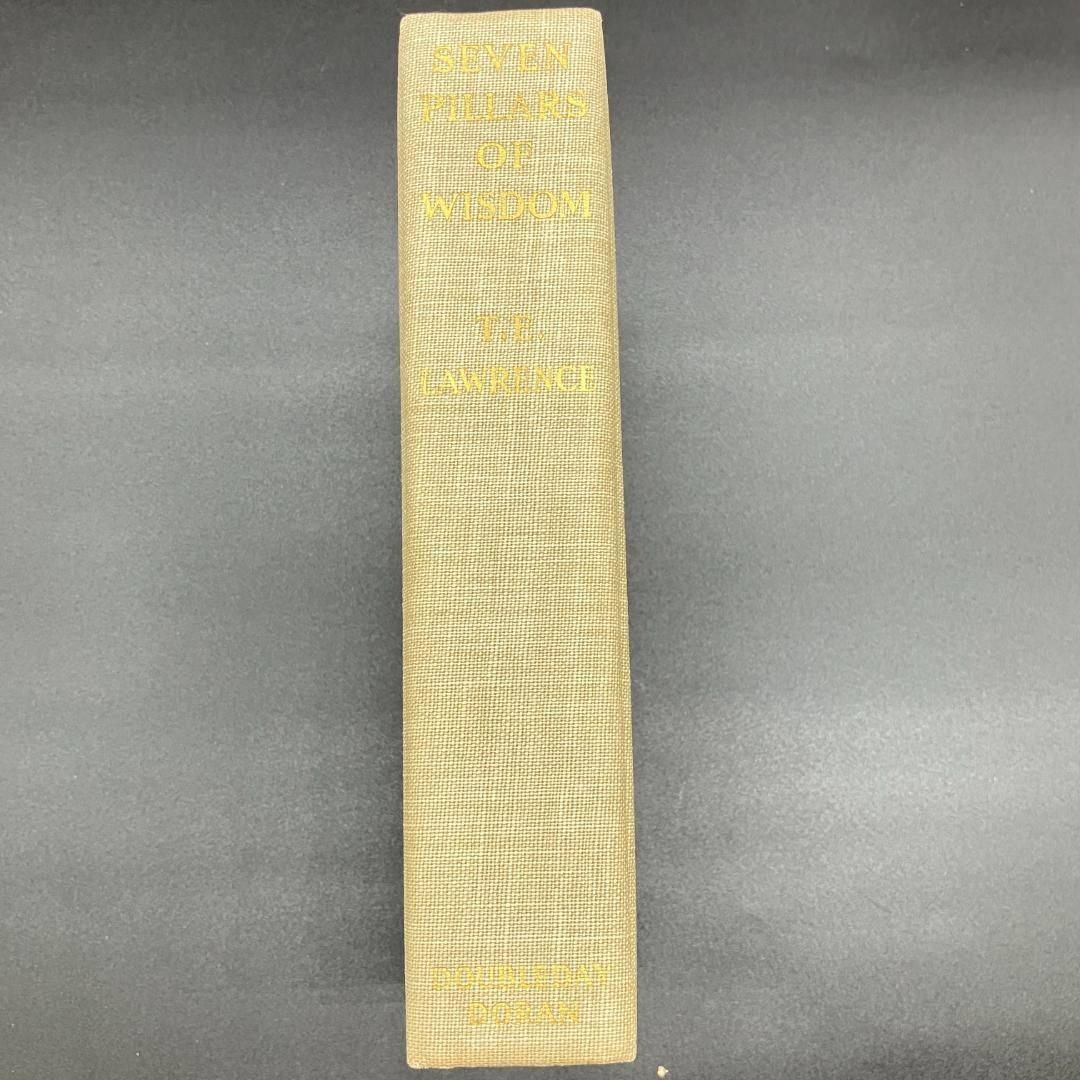 SEVEN
PILLARS
OF
WISDOM
T.E.
LAWRENCE
DOUBLEDAY
DORAN